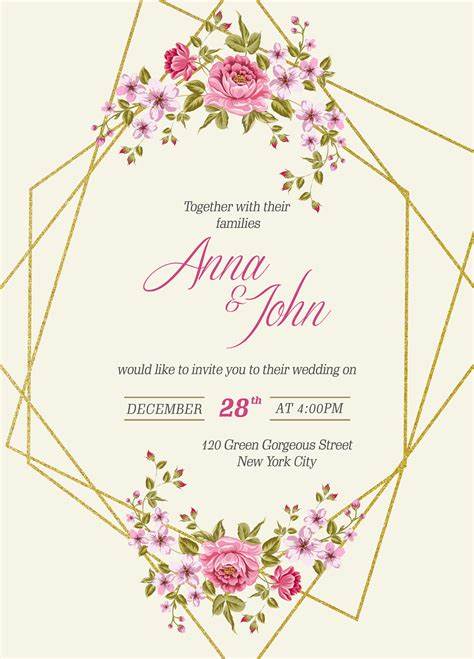 Together with their
families
Anna
&
John
would like to invite you to their wedding on
DECEMBER 28th AT 4:00PM
120 Green Gorgeous Street
New York City